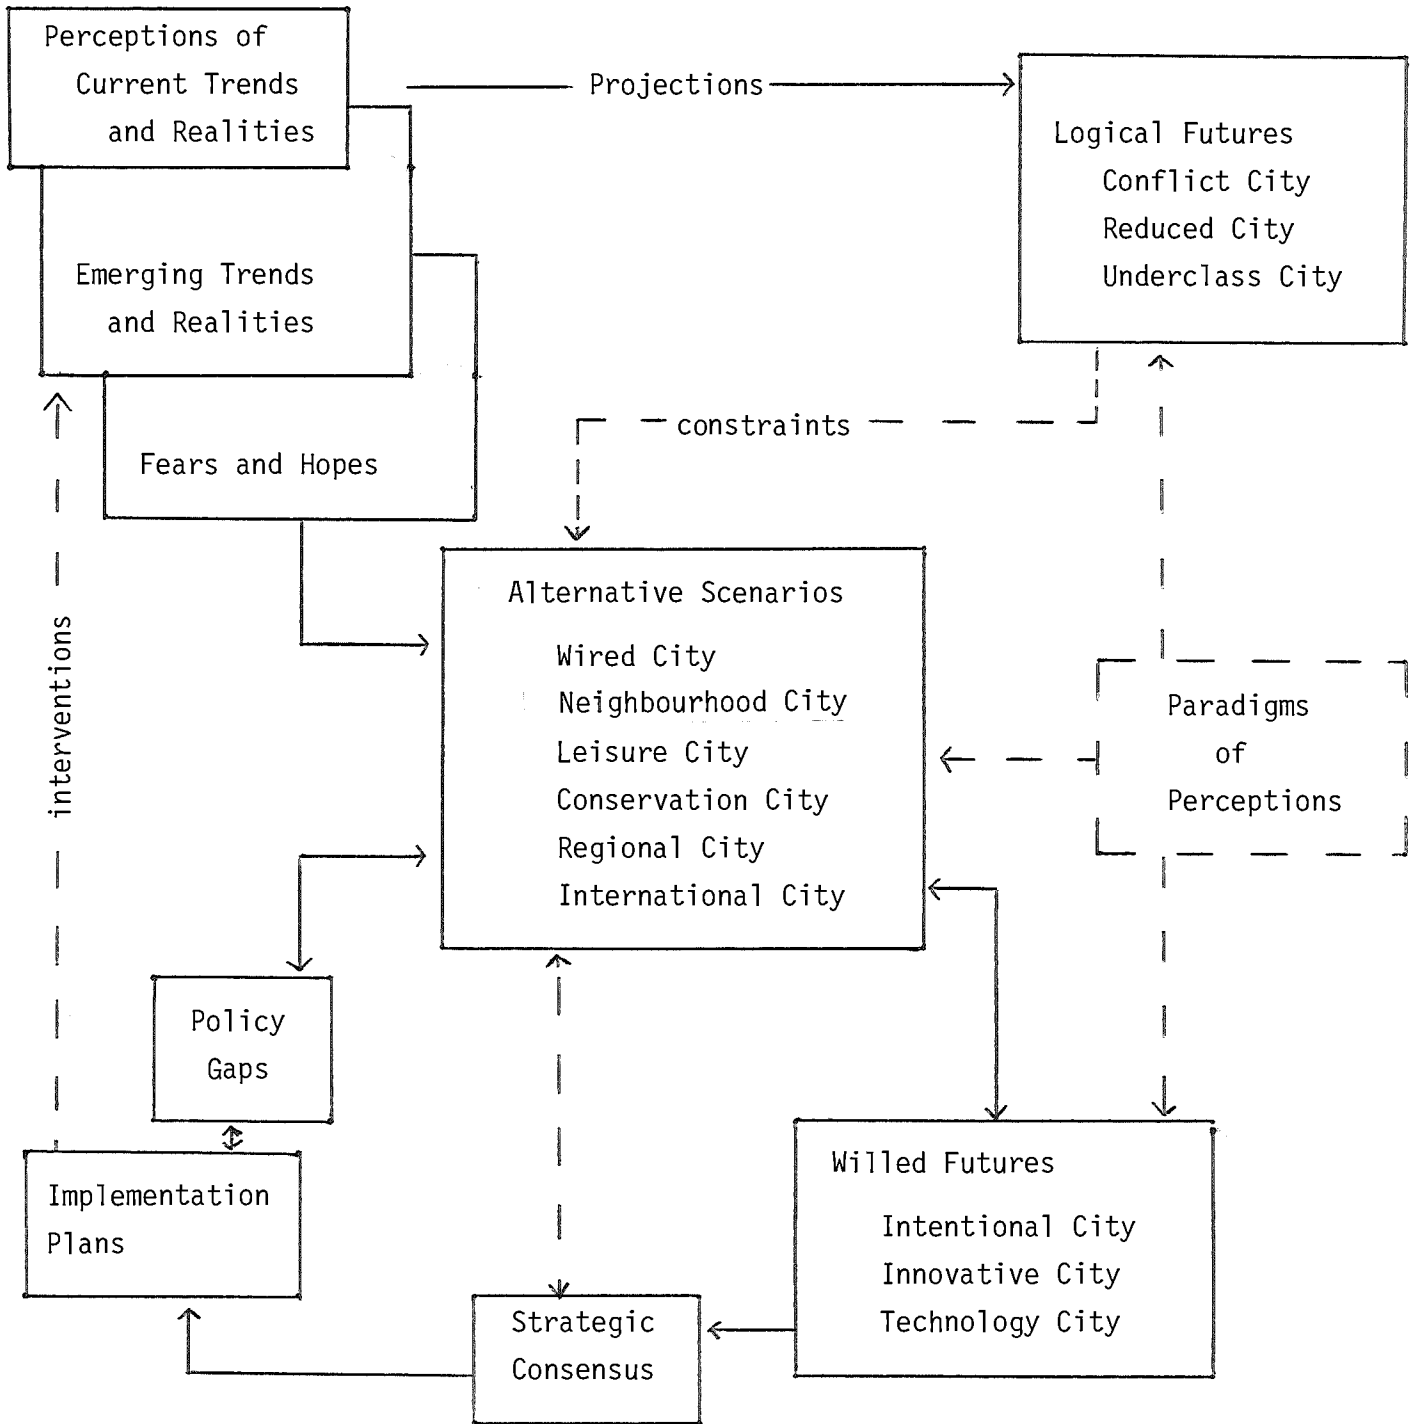 Perceptions of
Current Trends
and Realities
Projections
Logical Futures
Conflict City
Reduced City
Underclass City
Emerging Trends
and Realities
constraints
Fears and Hopes
Alternative Scenarios
Wired City
Neighbourhood City
Leisure City
Conservation City
Regional City
International City
interventions
Paradigms
of
Perceptions
Policy
Gaps
Implementation
Plans
Willed Futures
Intentional City
Innovative City
Technology City
Strategic
Consensus